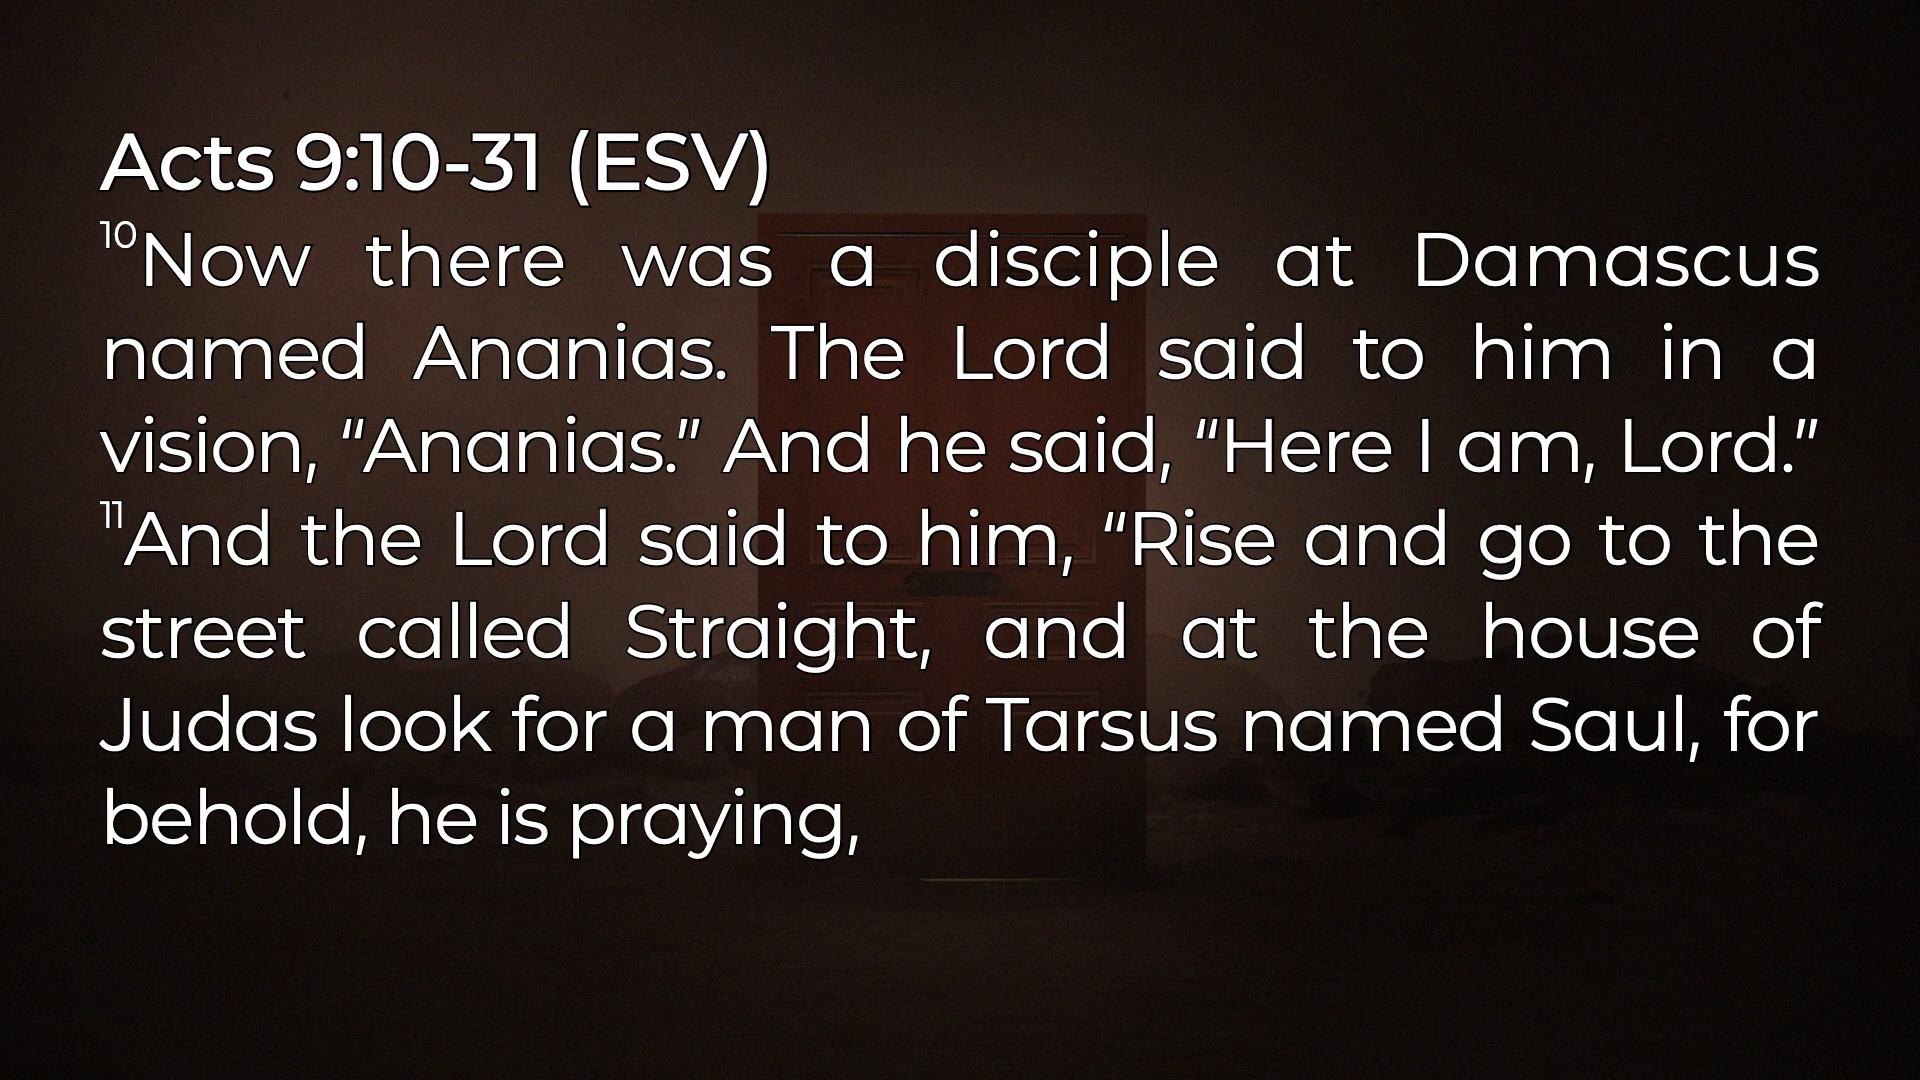 Acts 9:10-31 (ESV)
10Now there was a disciple at Damascus
named Ananias. The Lord said to him in a
vision, “Ananias.” And he said, “Here I am, Lord.”
11And the Lord said to him, “Rise and go to the
street called Straight, and at the house of
Judas look for a man of Tarsus named Saul, for
behold, he is praying,